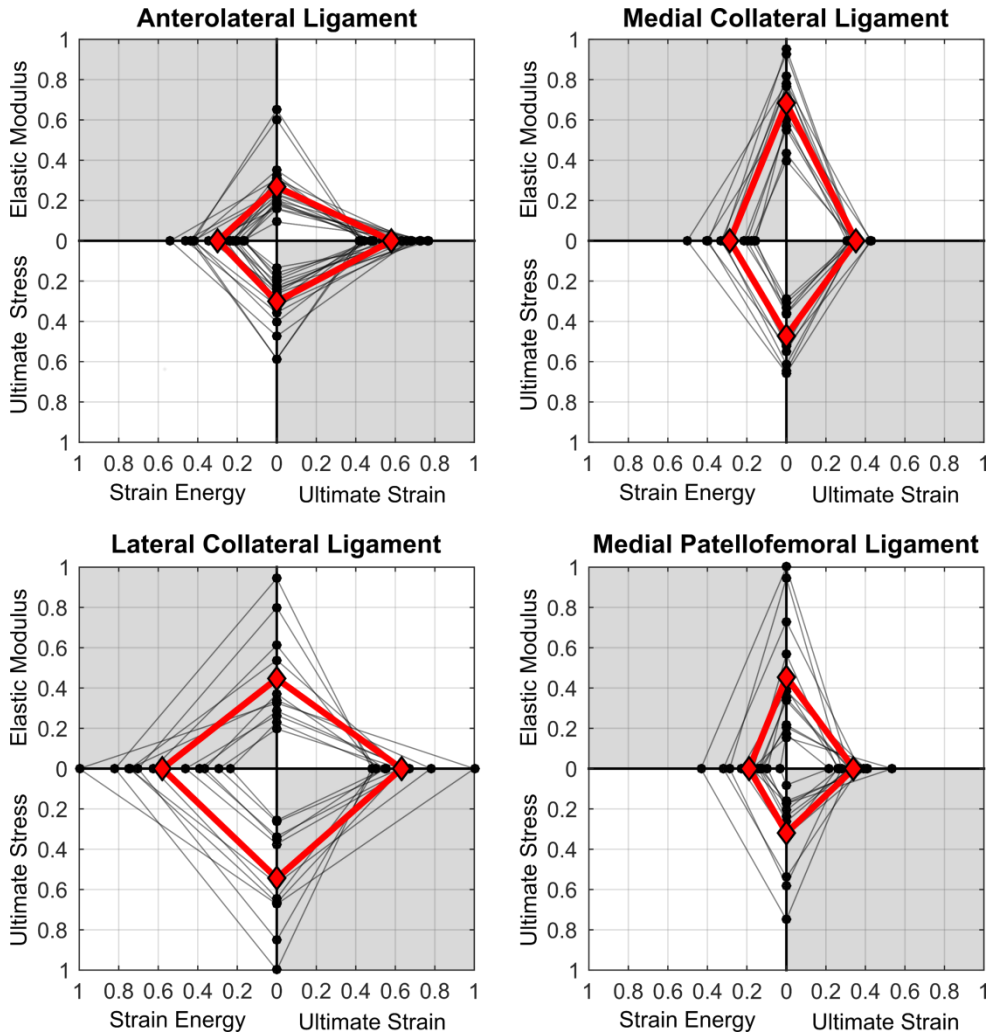 Anterolateral Ligament
1
0.8
0.6
0.4
0.2
0
0.2
0.4
0.6
0.8
1
Elastic Modulus
Ultimate Stress
1 0.8 0.6 0.4 0.2 0 0.2 0.4 0.6 0.8 1
Strain Energy Ultimate Strain
Medial Collateral Ligament
1
0.8
0.6
0.4
0.2
0
0.2
0.4
0.6
0.8
1
Elastic Modulus
Ultimate Stress
1 0.8 0.6 0.4 0.2 0 0.2 0.4 0.6 0.8 1
Strain Energy Ultimate Strain
Lateral Collateral Ligament
1
0.8
0.6
0.4
0.2
0
0.2
0.4
0.6
0.8
1
Elastic Modulus
Ultimate Stress
1 0.8 0.6 0.4 0.2 0 0.2 0.4 0.6 0.8 1
Strain Energy Ultimate Strain
Medial Patellofemoral Ligament
1
0.8
0.6
0.4
0.2
0
0.2
0.4
0.6
0.8
1
Elastic Modulus
Ultimate Stress
1 0.8 0.6 0.4 0.2 0 0.2 0.4 0.6 0.8 1
Strain Energy Ultimate Strain